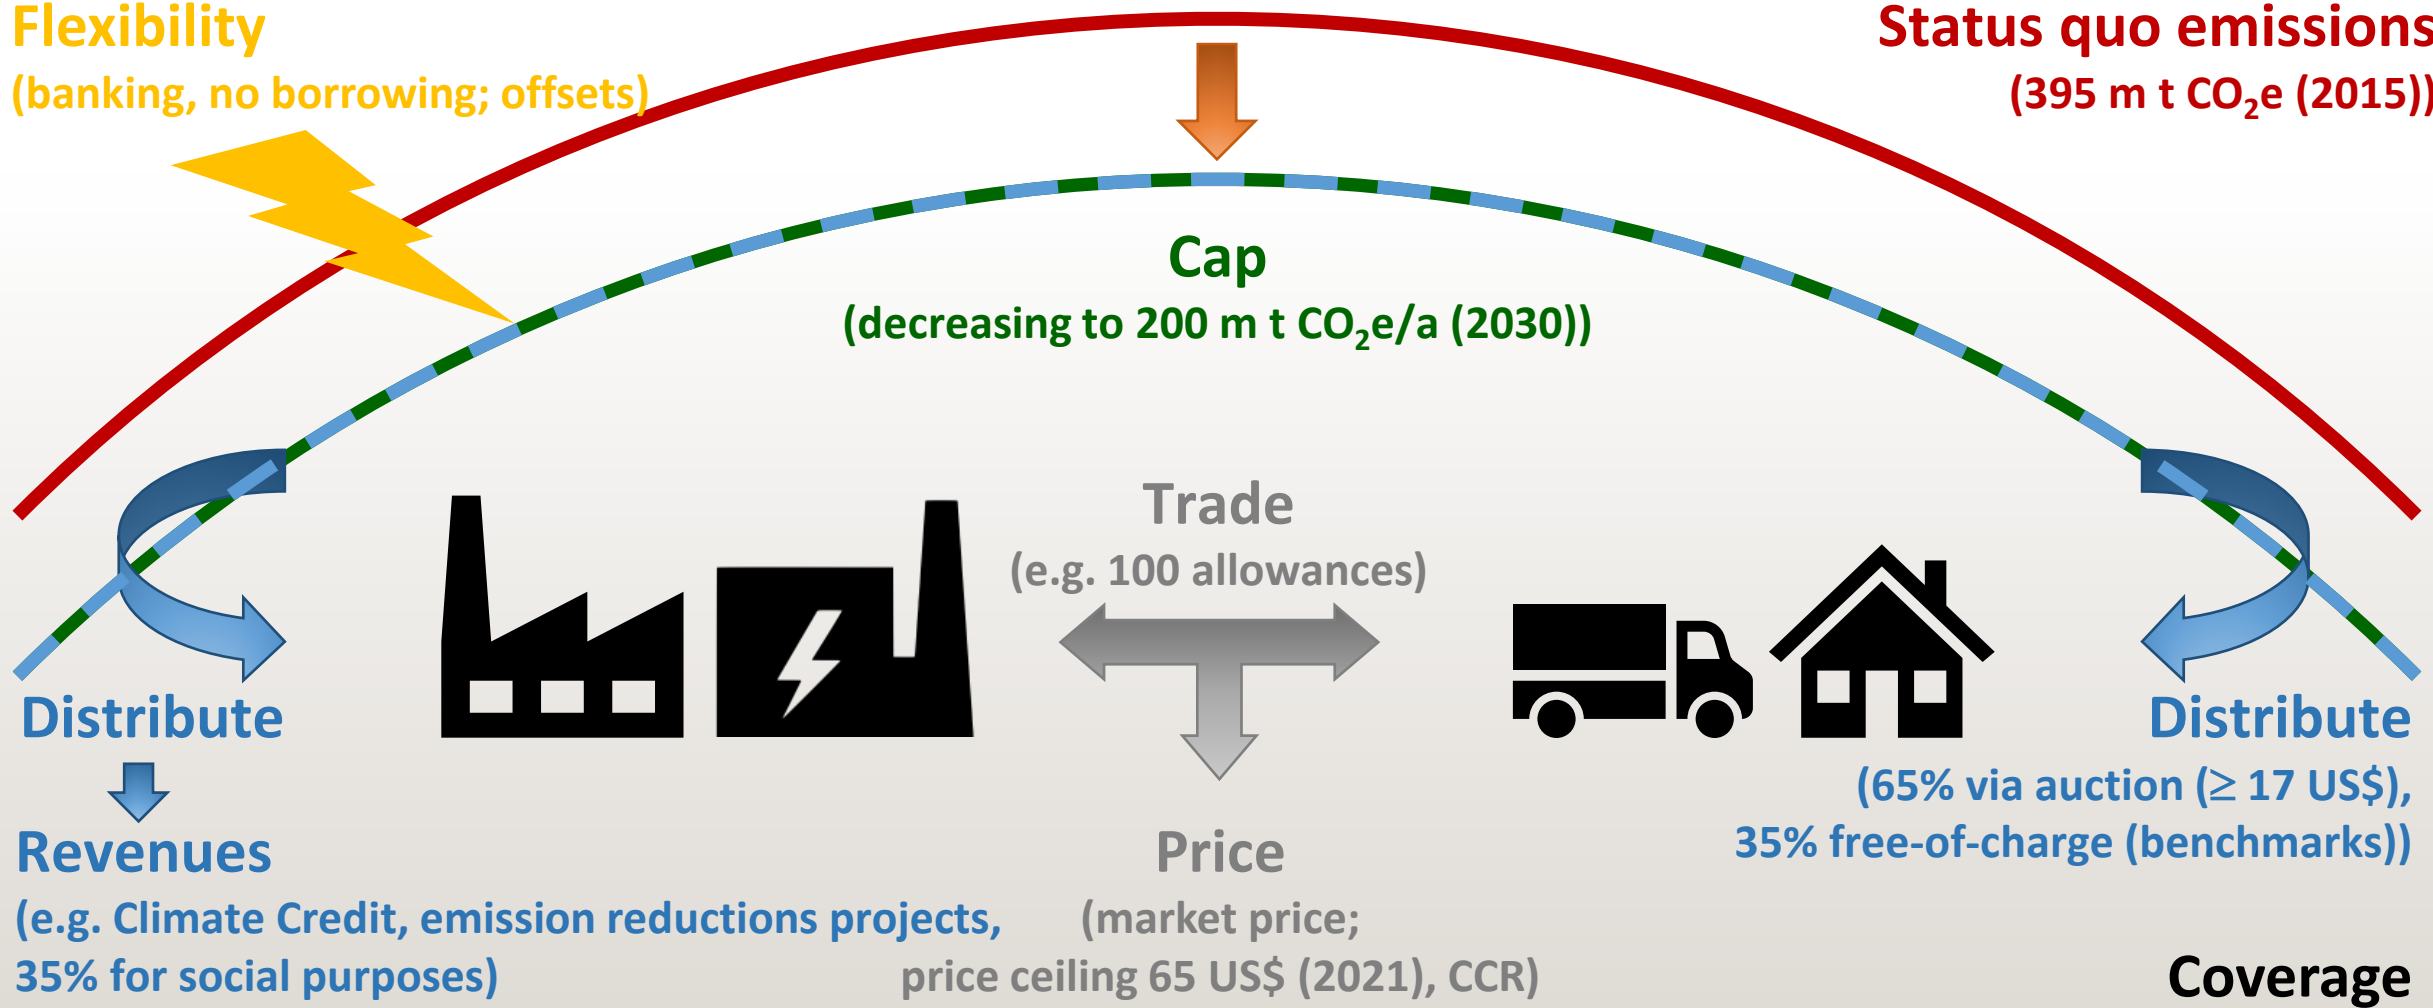 Flexibility
(banking, no borrowing; offsets)
Status quo emissions
(395 m t CO₂e (2015))
Cap
(decreasing to 200 m t CO₂e/a (2030))
Trade
(e.g. 100 allowances)
Distribute
Revenues
(e.g. Climate Credit, emission reductions projects,
35% for social purposes)
Price
(market price;
price ceiling 65 US$ (2021), CCR)
Distribute
(65% via auction (≥ 17 US$),
35% free-of-charge (benchmarks))
Coverage